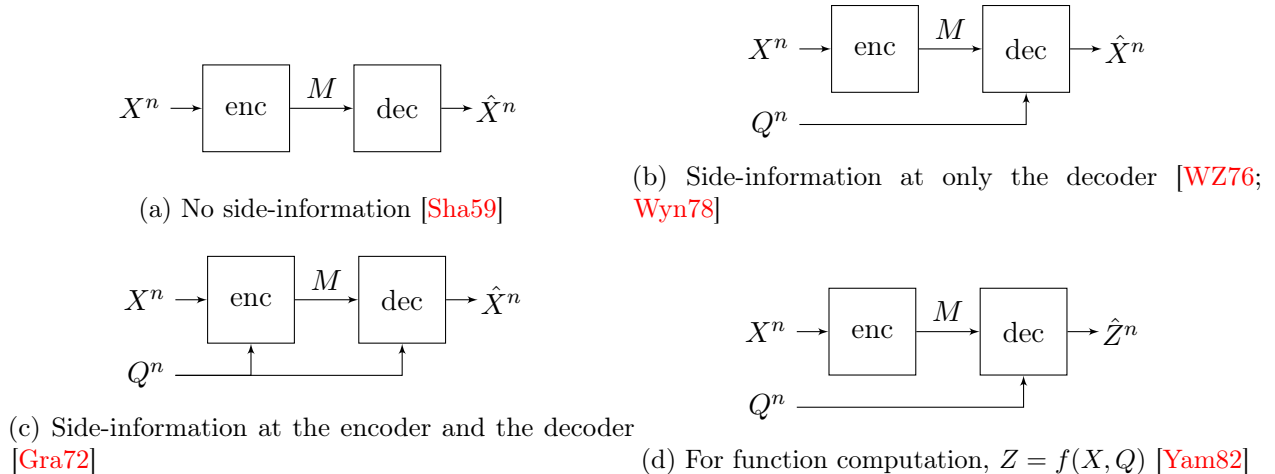 X^n enc M dec X̂^n
(a) No side-information [Sha59]
X^n enc M dec X̂^n
Q^n
(b) Side-information at only the decoder [WZ76;
Wyn78]
X^n enc M dec X̂^n
Q^n
(c) Side-information at the encoder and the decoder
[Gra72]
X^n enc M dec Ẑ^n
Q^n
(d) For function computation, Z = f(X, Q) [Yam82]